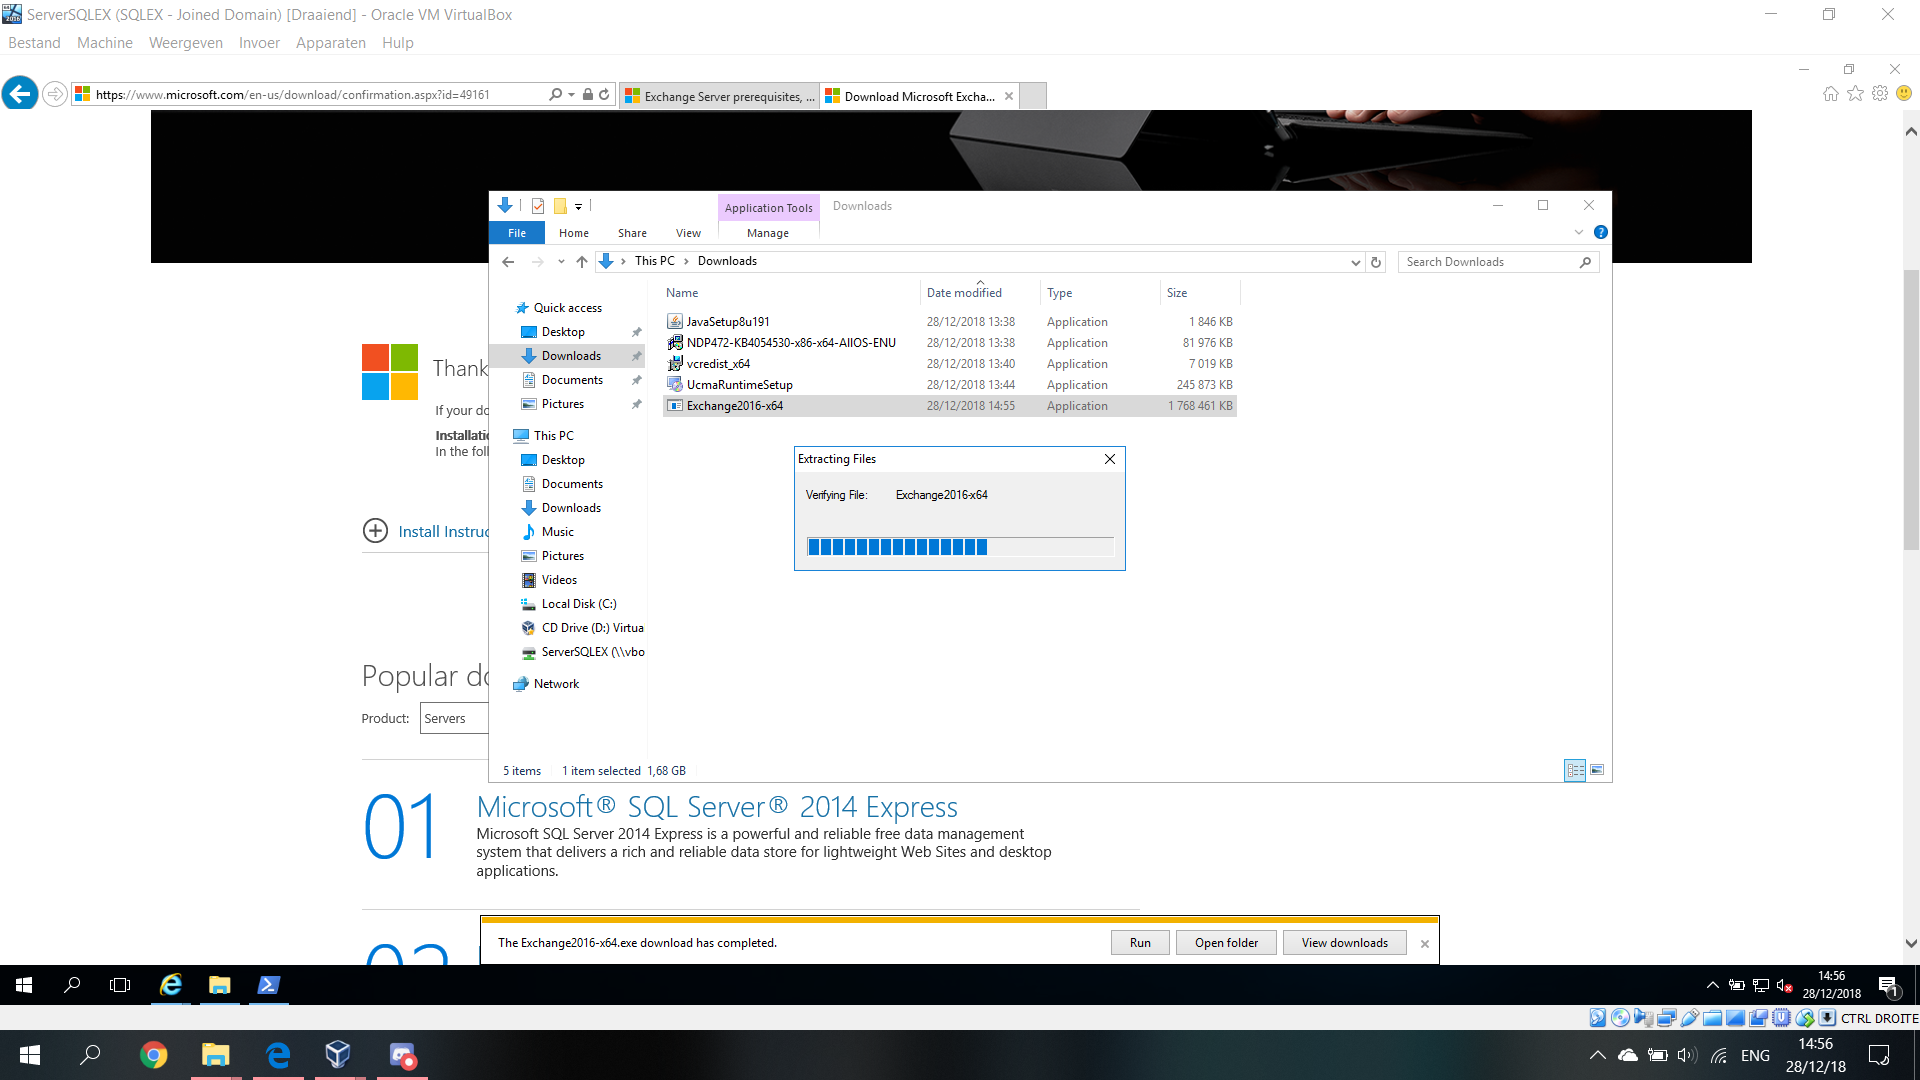 ServerSQLEX (SQLEX - Joined Domain) [Draaiend] - Oracle VM VirtualBox
Bestand Machine Weergeven Invoer Apparaten Hulp
https://www.microsoft.com/en-us/download/confirmation.aspx?id=49161
Exchange Server prerequisites, ...
Download Microsoft Excha...
Application Tools
Downloads
File Home Share View Manage
This PC Downloads
Search Downloads
Name Date modified Type Size
JavaSetup8u191 28/12/2018 13:38 Application 1 846 KB
NDP472-KB4054530-x86-x64-AllOS-ENU 28/12/2018 13:38 Application 81 976 KB
vcredist_x64 28/12/2018 13:40 Application 7 019 KB
UcmaRuntimeSetup 28/12/2018 13:44 Application 245 873 KB
Exchange2016-x64 28/12/2018 14:55 Application 1 768 461 KB
Quick access
Desktop
Downloads
Documents
Pictures
This PC
Desktop
Documents
Downloads
Music
Pictures
Videos
Local Disk (C:)
CD Drive (D:) Virtua
ServerSQLEX (\\vbo
Network
5 items 1 item selected 1,68 GB
Extracting Files
Verifying File: Exchange2016-x64
Thank
If your do
Installatio
In the foll
Install Instruc
Popular do
Product: Servers
01
Microsoft® SQL Server® 2014 Express
Microsoft SQL Server 2014 Express is a powerful and reliable free data management
system that delivers a rich and reliable data store for lightweight Web Sites and desktop
applications.
02
The Exchange2016-x64.exe download has completed.
Run Open folder View downloads
14:56
28/12/2018
1
CTRL DROITE
ENG
14:56
28/12/18